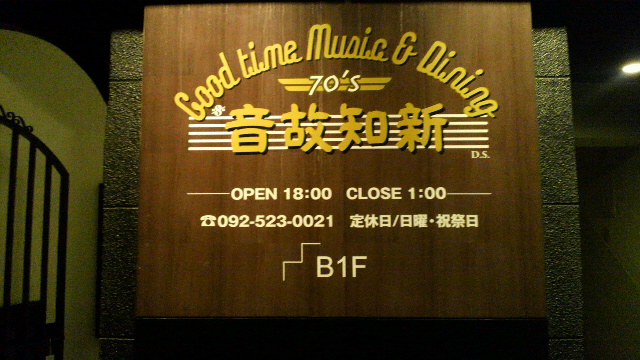 Good time Music & Dining
70's
音故知新
D.S.
OPEN 18:00 CLOSE 1:00
☎092-523-0021 定休日/日曜・祝祭日
B1F